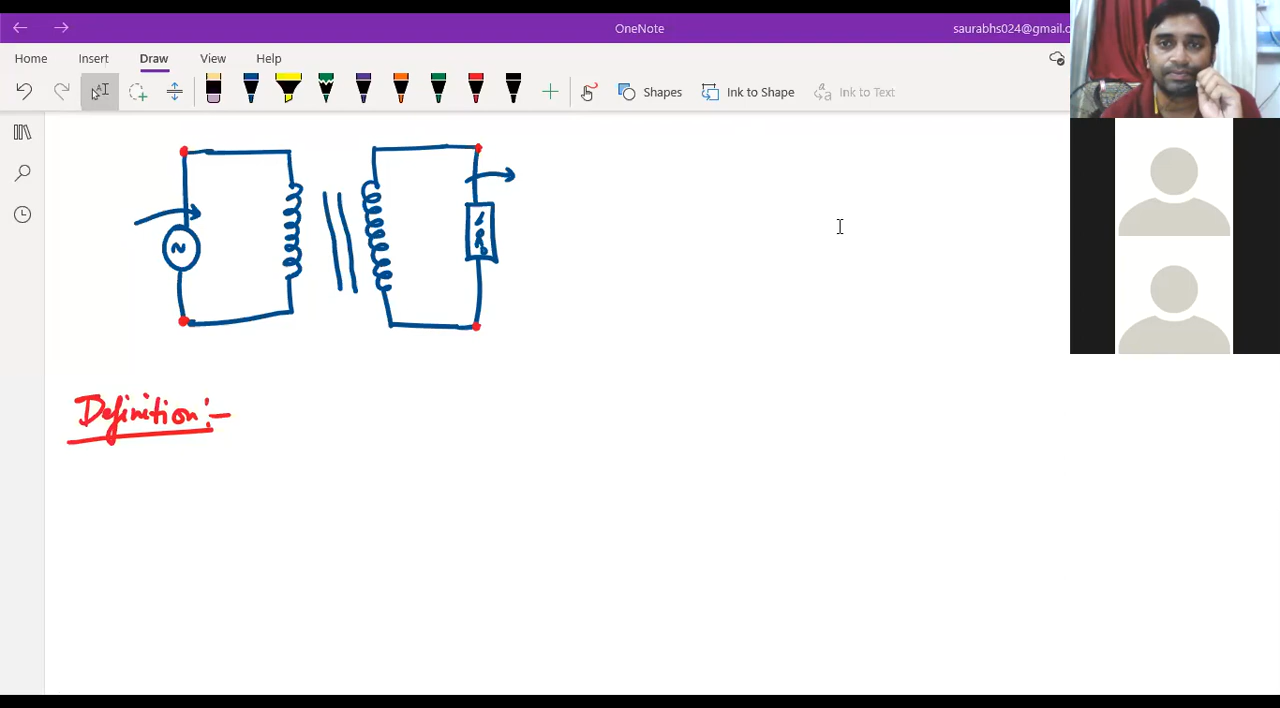 OneNote
saurabhs024@gmail.c
Home Insert Draw View Help
Shapes Ink to Shape Ink to Text
Definition:-